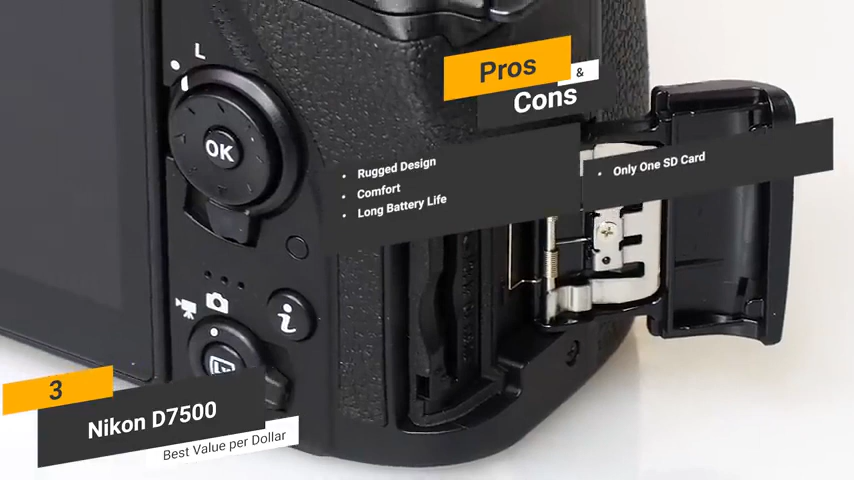 L
OK
Pros
&
Cons
Rugged Design
Comfort
Long Battery Life
Only One SD Card
i
Lv
3
Nikon D7500
Best Value per Dollar